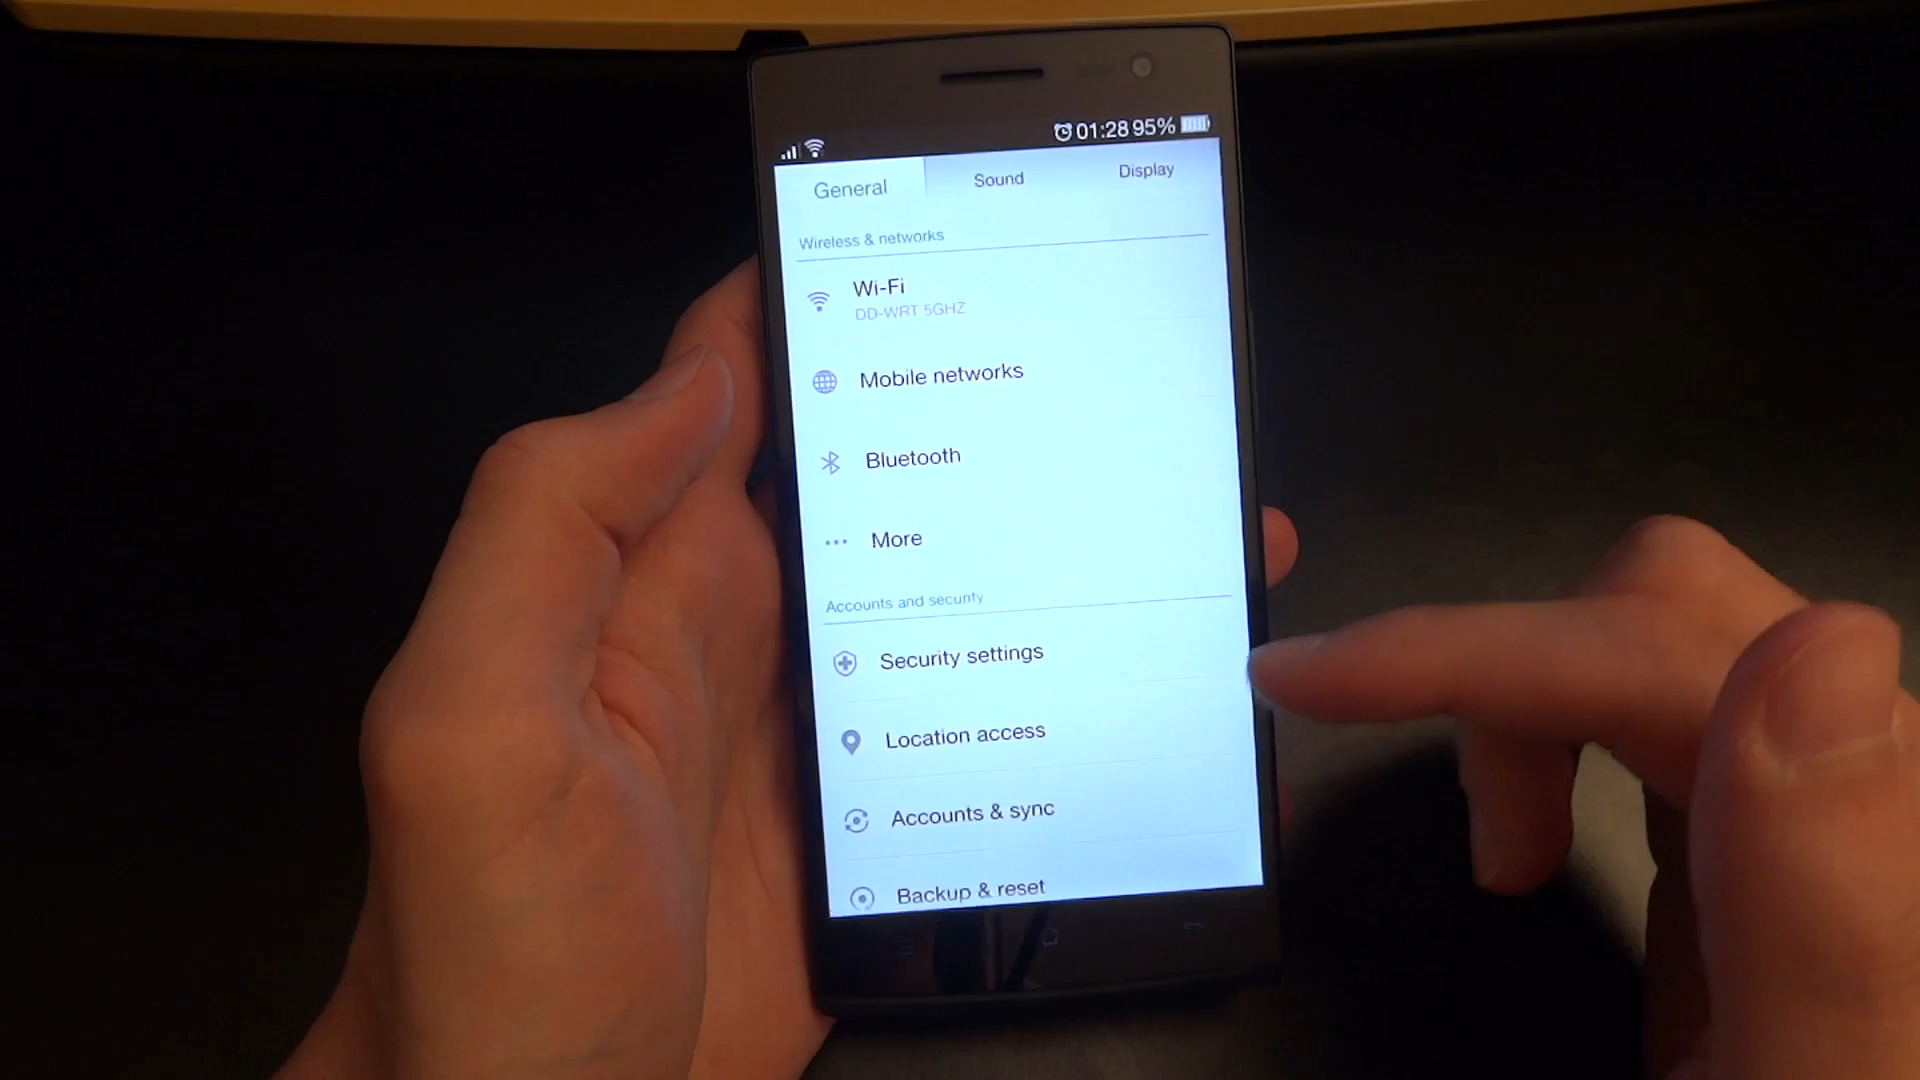 01:28 95%
General Sound Display
Wireless & networks
Wi-Fi
DD-WRT 5GHZ
Mobile networks
Bluetooth
More
Accounts and security
Security settings
Location access
Accounts & sync
Backup & reset